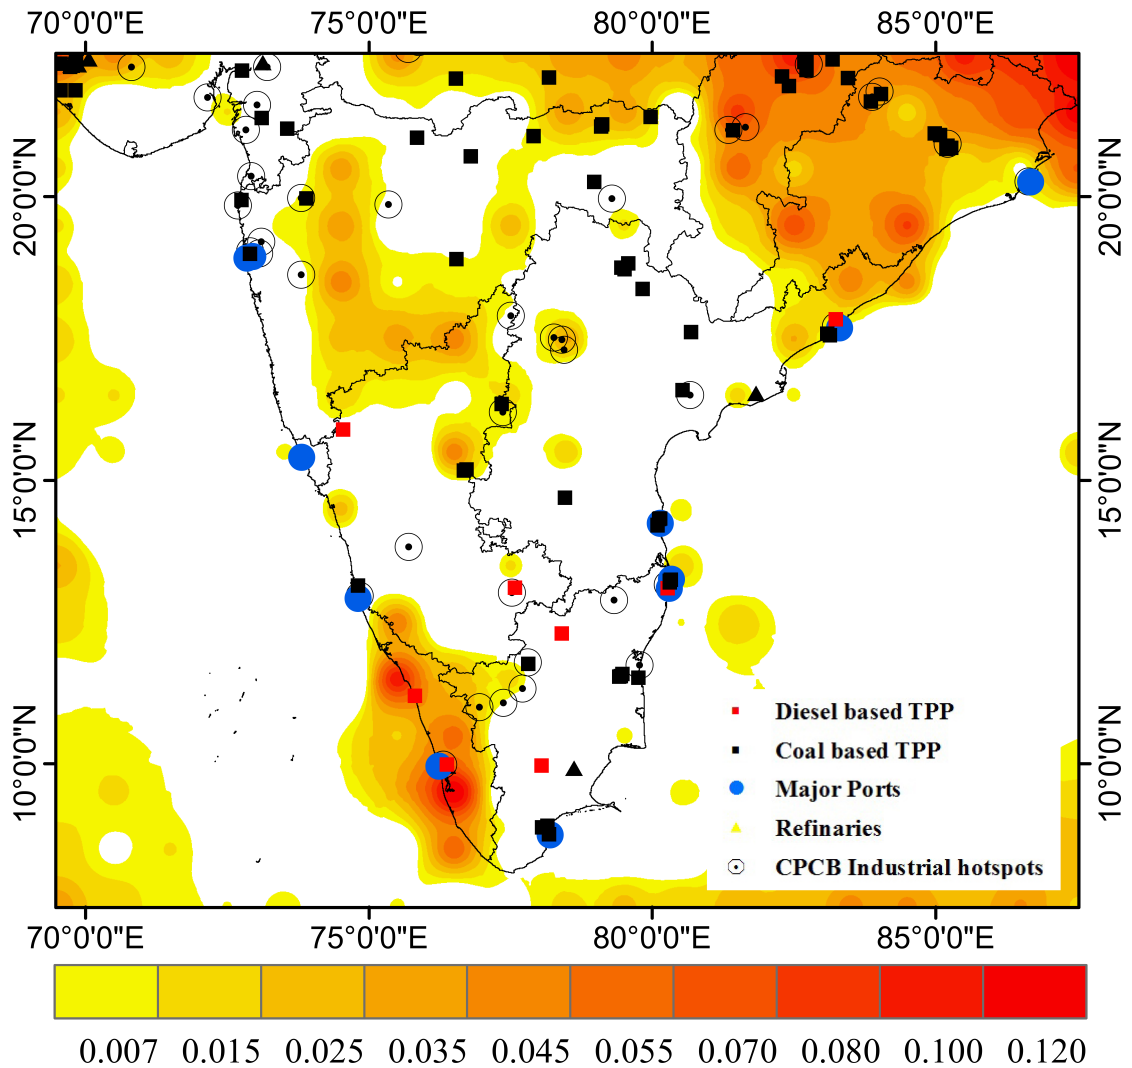 70°0'0"E 75°0'0"E 80°0'0"E 85°0'0"E
20°0'0"N 20°0'0"N
15°0'0"N 15°0'0"N
10°0'0"N 10°0'0"N
Diesel based TPP
Coal based TPP
Major Ports
Refinaries
CPCB Industrial hotspots
70°0'0"E 75°0'0"E 80°0'0"E 85°0'0"E
0.007 0.015 0.025 0.035 0.045 0.055 0.070 0.080 0.100 0.120